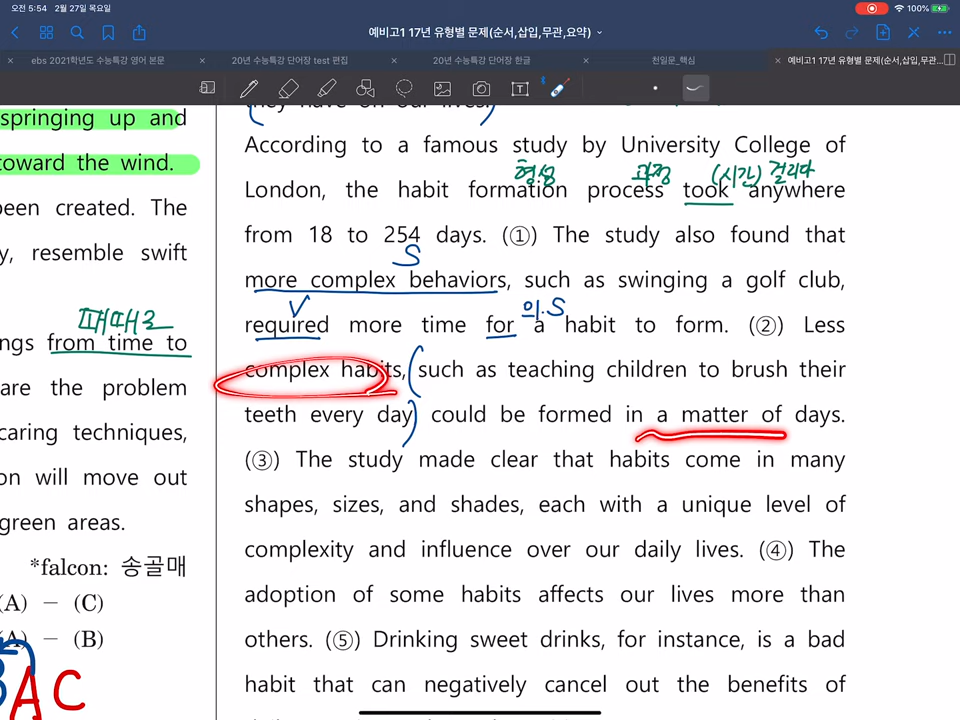 오전 5:54 2월 27일 목요일
100%
예비고1 17년 유형별 문제(순서,삽입,무관,요약)
ebs 2021학년도 수능특강 영어 본문
20년 수능특강 단어장 test 편집
20년 수능특강 단어장 한글
천일문_핵심
예비고1 17년 유형별 문제(순서,삽입,무관,...
springing up and
toward the wind.
been created. The
y, resemble swift
때때로
ngs from time to
are the problem
caring techniques,
on will move out
green areas.
*falcon: 송골매
(A) – (C)
(A) – (B)
A C
they have on our lives.)
According to a famous study by University College of
형성 과정 (시간) 걸리다
London, the habit formation process took anywhere
from 18 to 254 days. (①) The study also found that
S
more complex behaviors, such as swinging a golf club,
V 의.S
required more time for a habit to form. (②) Less
complex habits, (such as teaching children to brush their
teeth every day) could be formed in a matter of days.
(③) The study made clear that habits come in many
shapes, sizes, and shades, each with a unique level of
complexity and influence over our daily lives. (④) The
adoption of some habits affects our lives more than
others. (⑤) Drinking sweet drinks, for instance, is a bad
habit that can negatively cancel out the benefits of